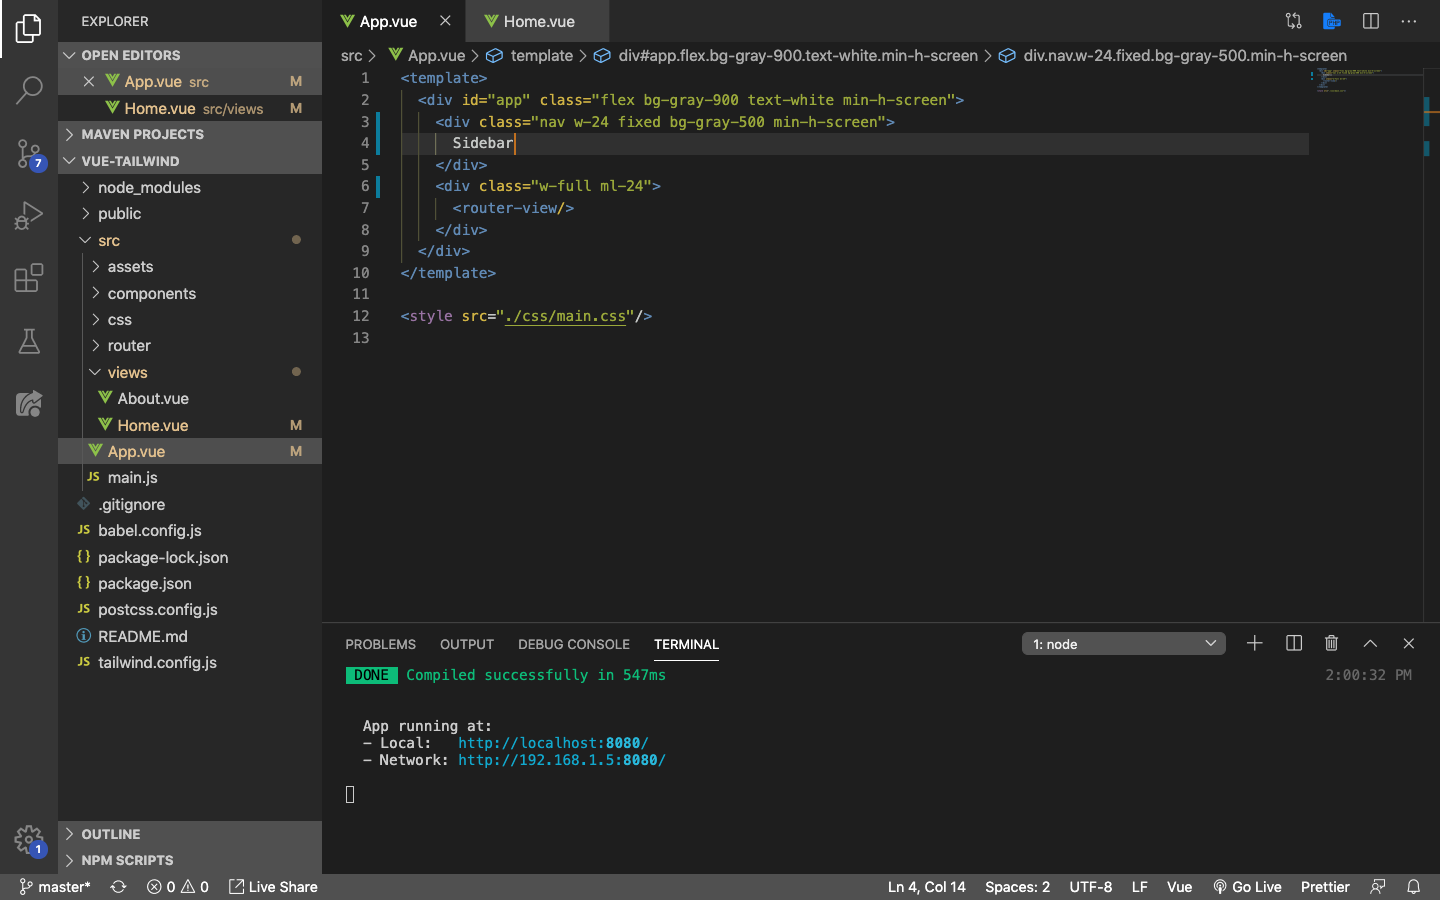 EXPLORER
OPEN EDITORS
App.vue src M
Home.vue src/views M
MAVEN PROJECTS
VUE-TAILWIND
node_modules
public
src
assets
components
css
router
views
About.vue
Home.vue M
App.vue M
JS main.js
.gitignore
JS babel.config.js
{} package-lock.json
{} package.json
JS postcss.config.js
README.md
JS tailwind.config.js
OUTLINE
NPM SCRIPTS
7
1
App.vue
Home.vue
src > App.vue > template > div#app.flex.bg-gray-900.text-white.min-h-screen > div.nav.w-24.fixed.bg-gray-500.min-h-screen
1 <template>
2 <div id="app" class="flex bg-gray-900 text-white min-h-screen">
3 <div class="nav w-24 fixed bg-gray-500 min-h-screen">
4 Sidebar
5 </div>
6 <div class="w-full ml-24">
7 <router-view/>
8 </div>
9 </div>
10 </template>
11
12 <style src="./css/main.css"/>
13
PROBLEMS OUTPUT DEBUG CONSOLE TERMINAL 1: node
DONE Compiled successfully in 547ms 2:00:32 PM
App running at:
- Local: http://localhost:8080/
- Network: http://192.168.1.5:8080/
master* 0 0 Live Share Ln 4, Col 14 Spaces: 2 UTF-8 LF Vue Go Live Prettier